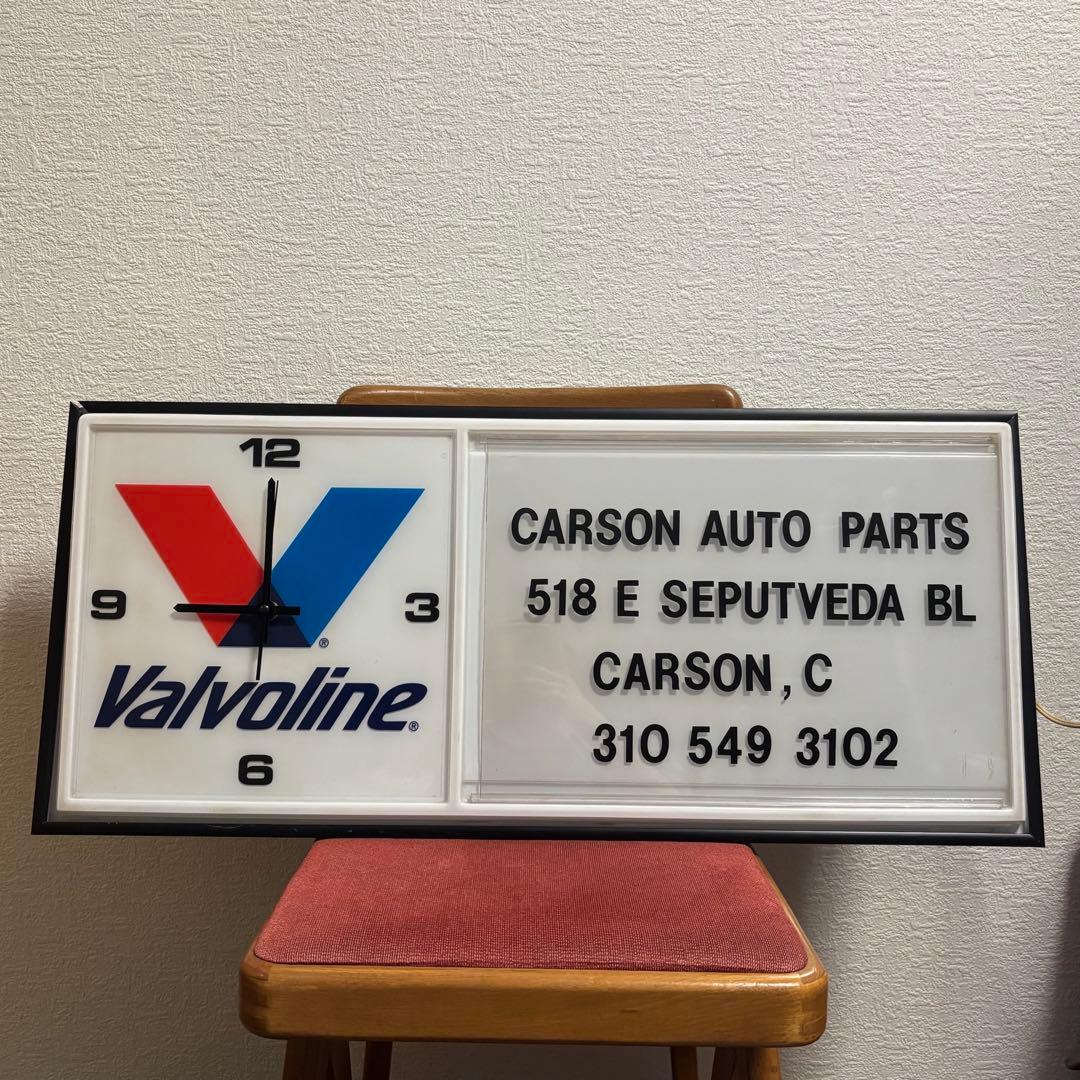 12
9
3
®
Valvoline®
6
CARSON AUTO PARTS
518 E SEPUTVEDA BL
CARSON, C
310 549 3102